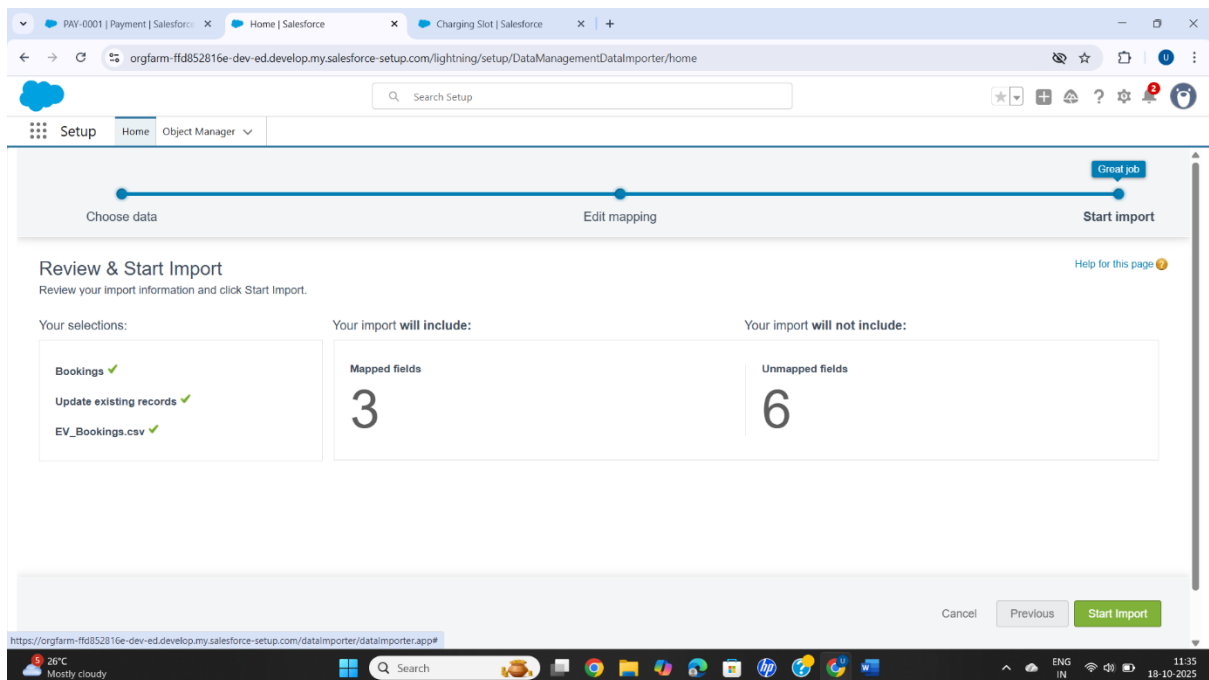 PAY-0001 | Payment | Salesforce
Home | Salesforce
Charging Slot | Salesforce
orgfarm-ffd852816e-dev-ed.develop.my.salesforce-setup.com/lightning/setup/DataManagementDataImporter/home
U
Search Setup
2
Setup
Home
Object Manager
Great job
Choose data
Edit mapping
Start import
Review & Start Import
Help for this page
Review your import information and click Start Import.
Your selections:
Your import will include:
Your import will not include:
Bookings
Update existing records
EV_Bookings.csv
Mapped fields
3
Unmapped fields
6
Cancel
Previous
Start Import
https://orgfarm-ffd852816e-dev-ed.develop.my.salesforce-setup.com/dataImporter/dataImporter.app#
5
26°C
Mostly cloudy
Search
ENG
IN
11:35
18-10-2025